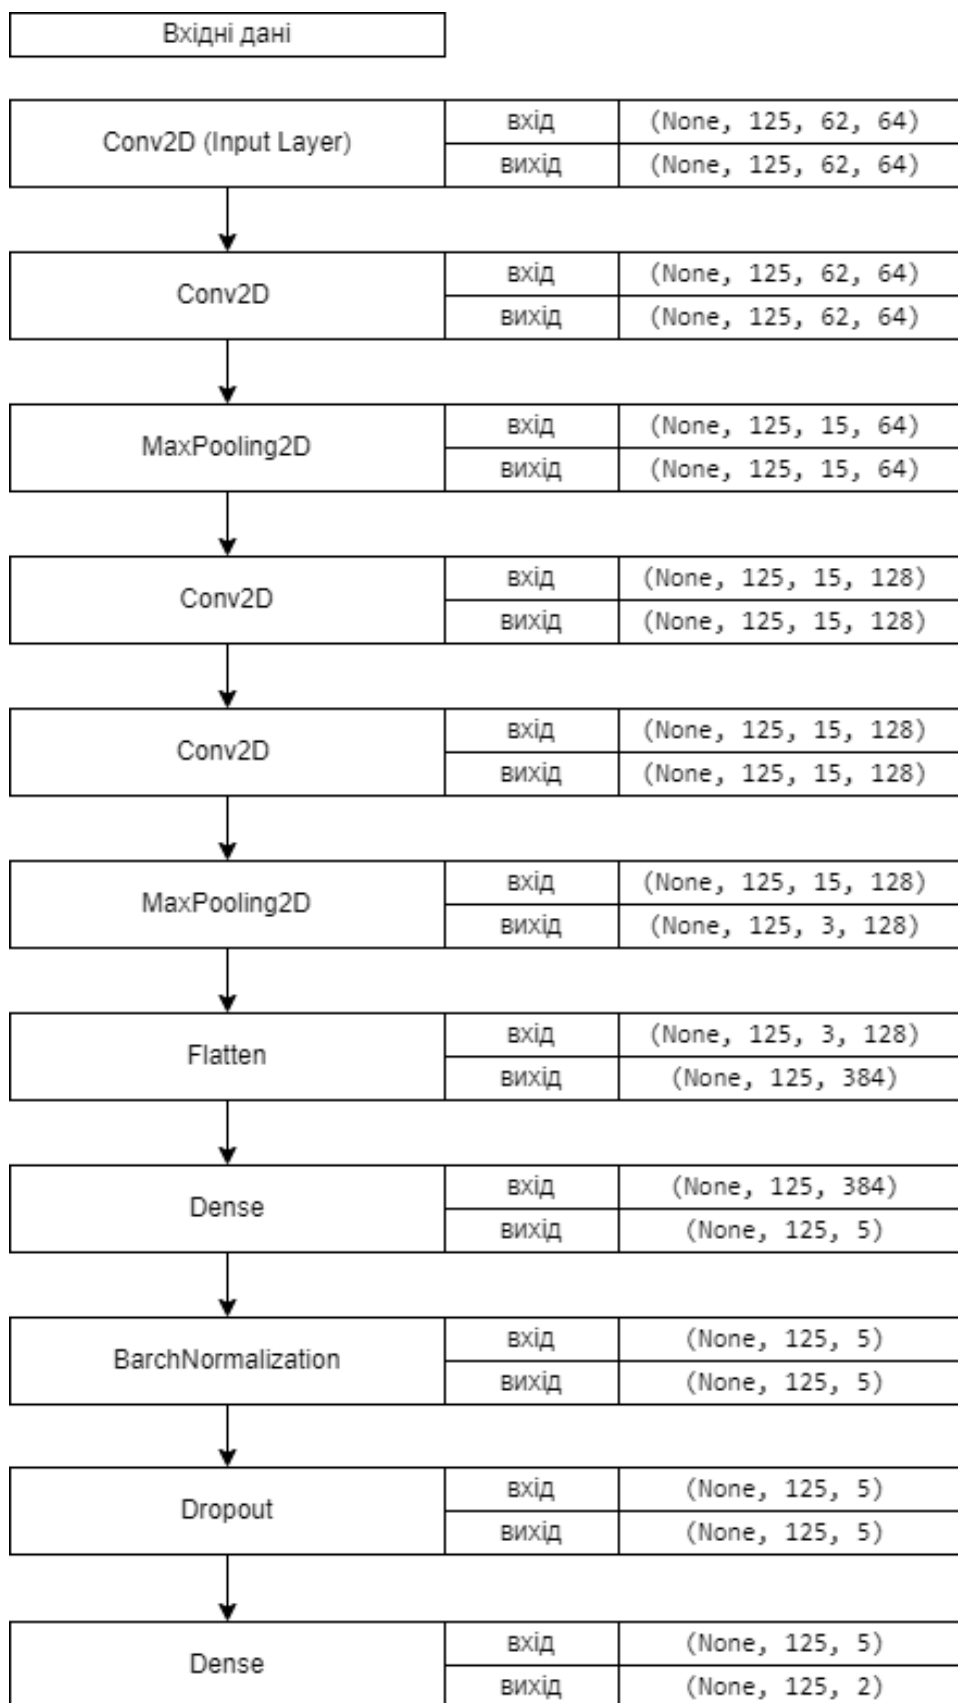 Вхідні дані
Conv2D (Input Layer)
вхід
(None, 125, 62, 64)
вихід
(None, 125, 62, 64)
Conv2D
вхід
(None, 125, 62, 64)
вихід
(None, 125, 62, 64)
MaxPooling2D
вхід
(None, 125, 15, 64)
вихід
(None, 125, 15, 64)
Conv2D
вхід
(None, 125, 15, 128)
вихід
(None, 125, 15, 128)
Conv2D
вхід
(None, 125, 15, 128)
вихід
(None, 125, 15, 128)
MaxPooling2D
вхід
(None, 125, 15, 128)
вихід
(None, 125, 3, 128)
Flatten
вхід
(None, 125, 3, 128)
вихід
(None, 125, 384)
Dense
вхід
(None, 125, 384)
вихід
(None, 125, 5)
BarchNormalization
вхід
(None, 125, 5)
вихід
(None, 125, 5)
Dropout
вхід
(None, 125, 5)
вихід
(None, 125, 5)
Dense
вхід
(None, 125, 5)
вихід
(None, 125, 2)